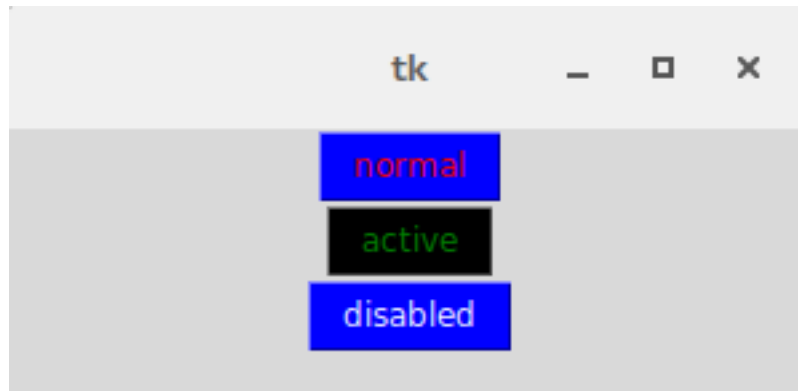 tk
normal
active
disabled